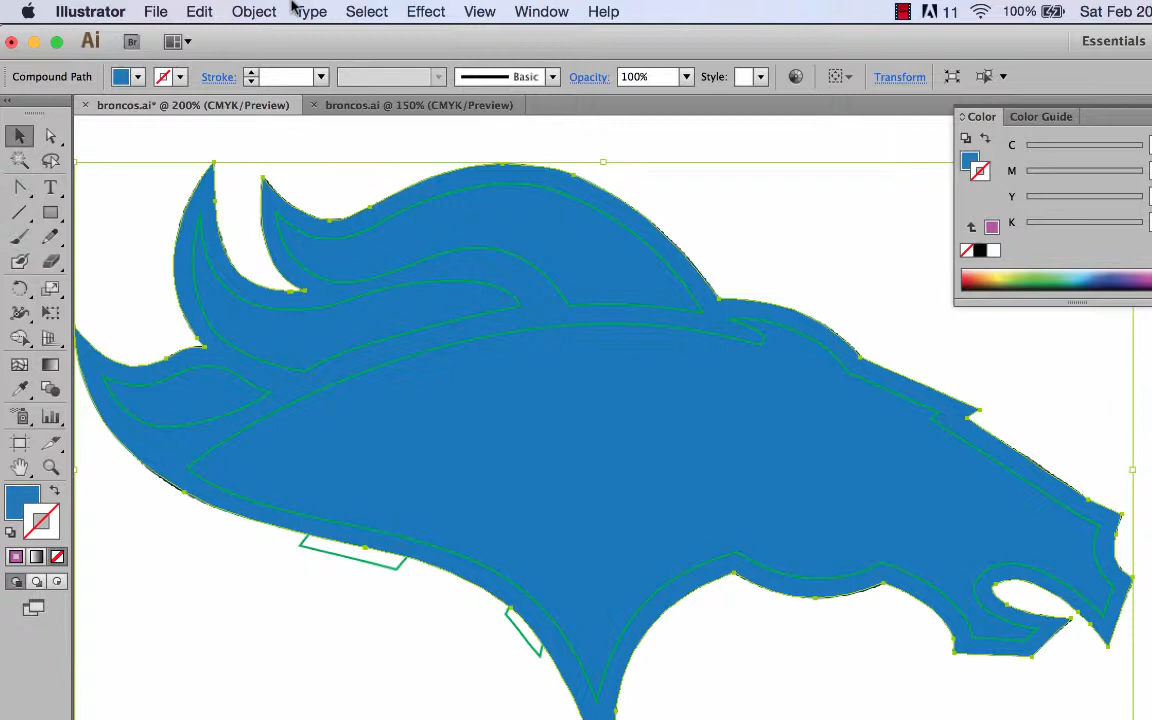 Illustrator File Edit Object Type Select Effect View Window Help 11 100% Sat Feb 20
Ai Br Essentials
Compound Path Stroke: Basic Opacity: 100% Style: Transform
broncos.ai* @ 200% (CMYK/Preview) broncos.ai @ 150% (CMYK/Preview)
Color Color Guide
C
M
Y
K